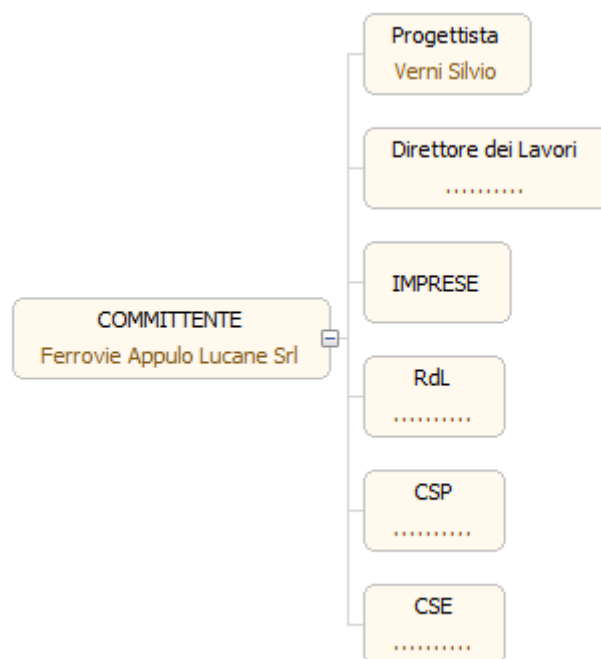 Progettista
Verni Silvio
Direttore dei Lavori
..........
IMPRESE
COMMITTENTE
Ferrovie Appulo Lucane Srl
RdL
..........
CSP
..........
CSE
..........